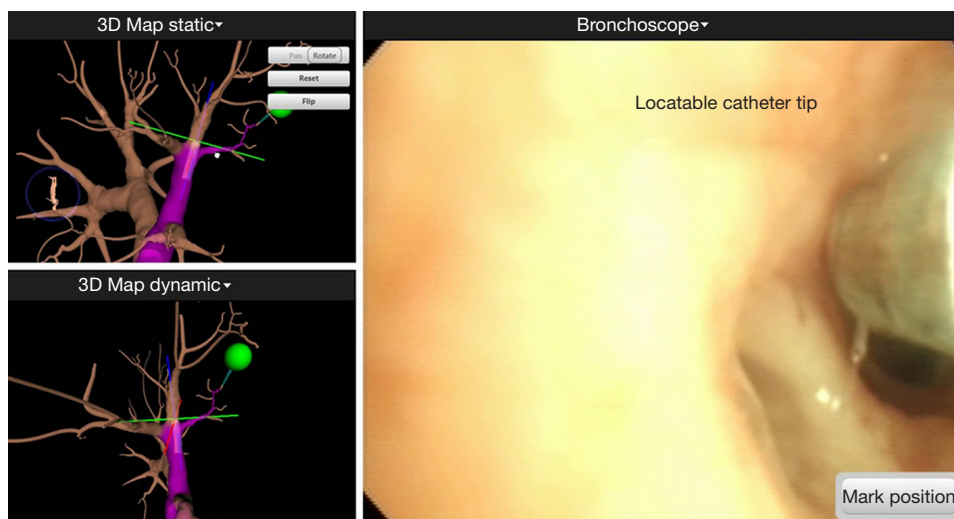 3D Map static
Pan Rotate
Reset
Flip
3D Map dynamic
Bronchoscope
Locatable catheter tip
Mark position